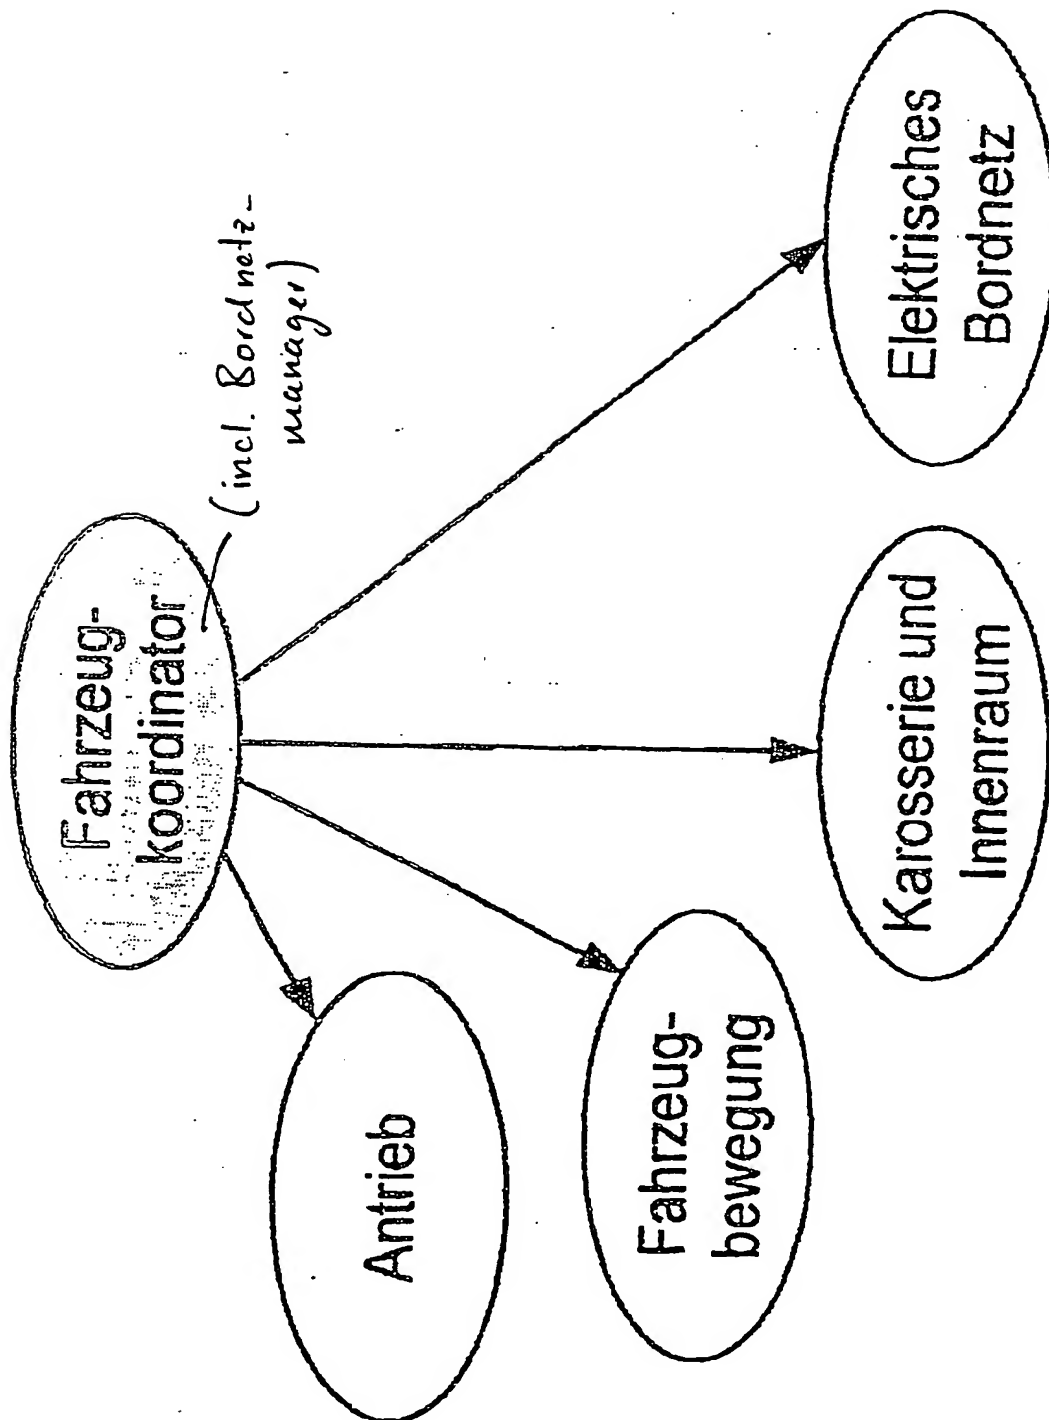 Fahrzeug-
koordinator
(incl. Bordnetz-
manager)
Antrieb
Fahrzeug-
bewegung
Karosserie und
Innenraum
Elektrisches
Bordnetz